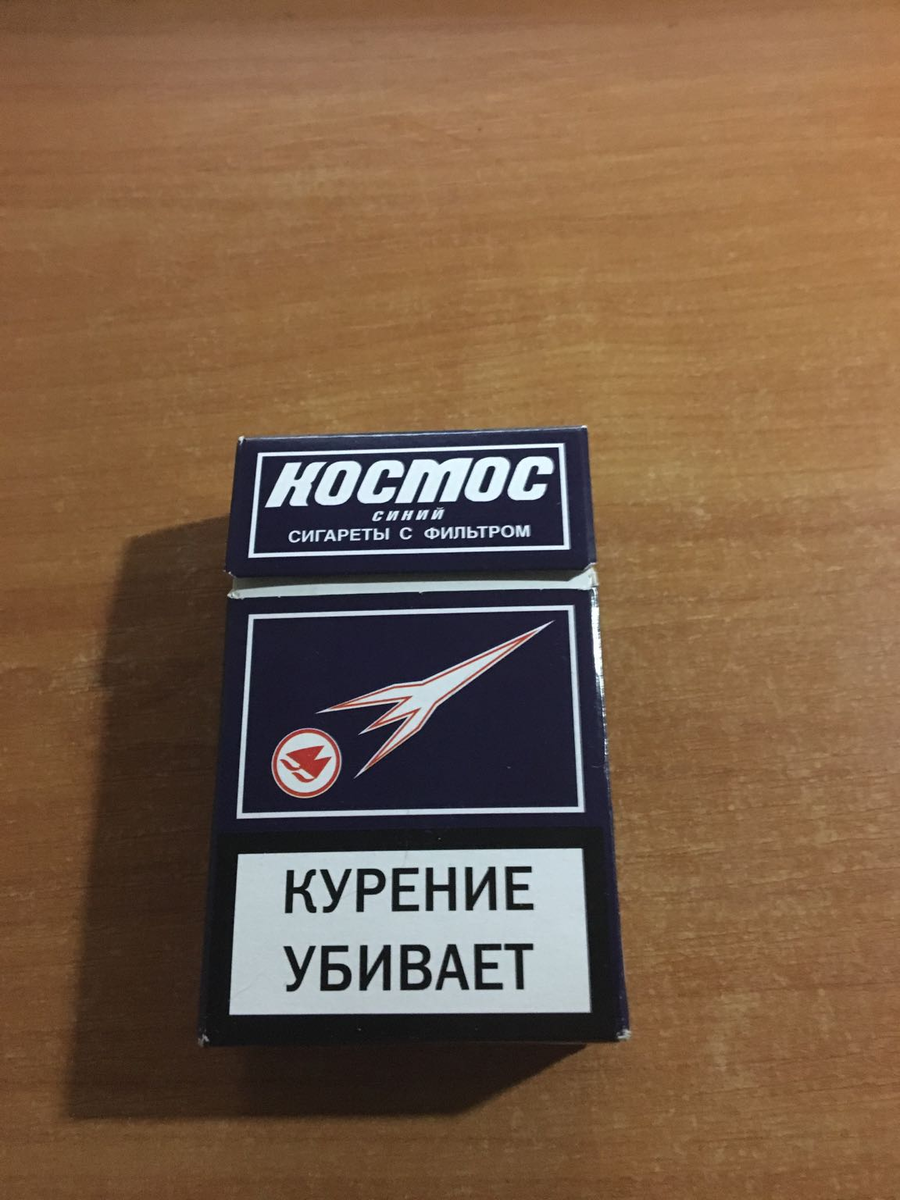 КОСМОС
синий
СИГАРЕТЫ С ФИЛЬТРОМ
КУРЕНИЕ
УБИВАЕТ